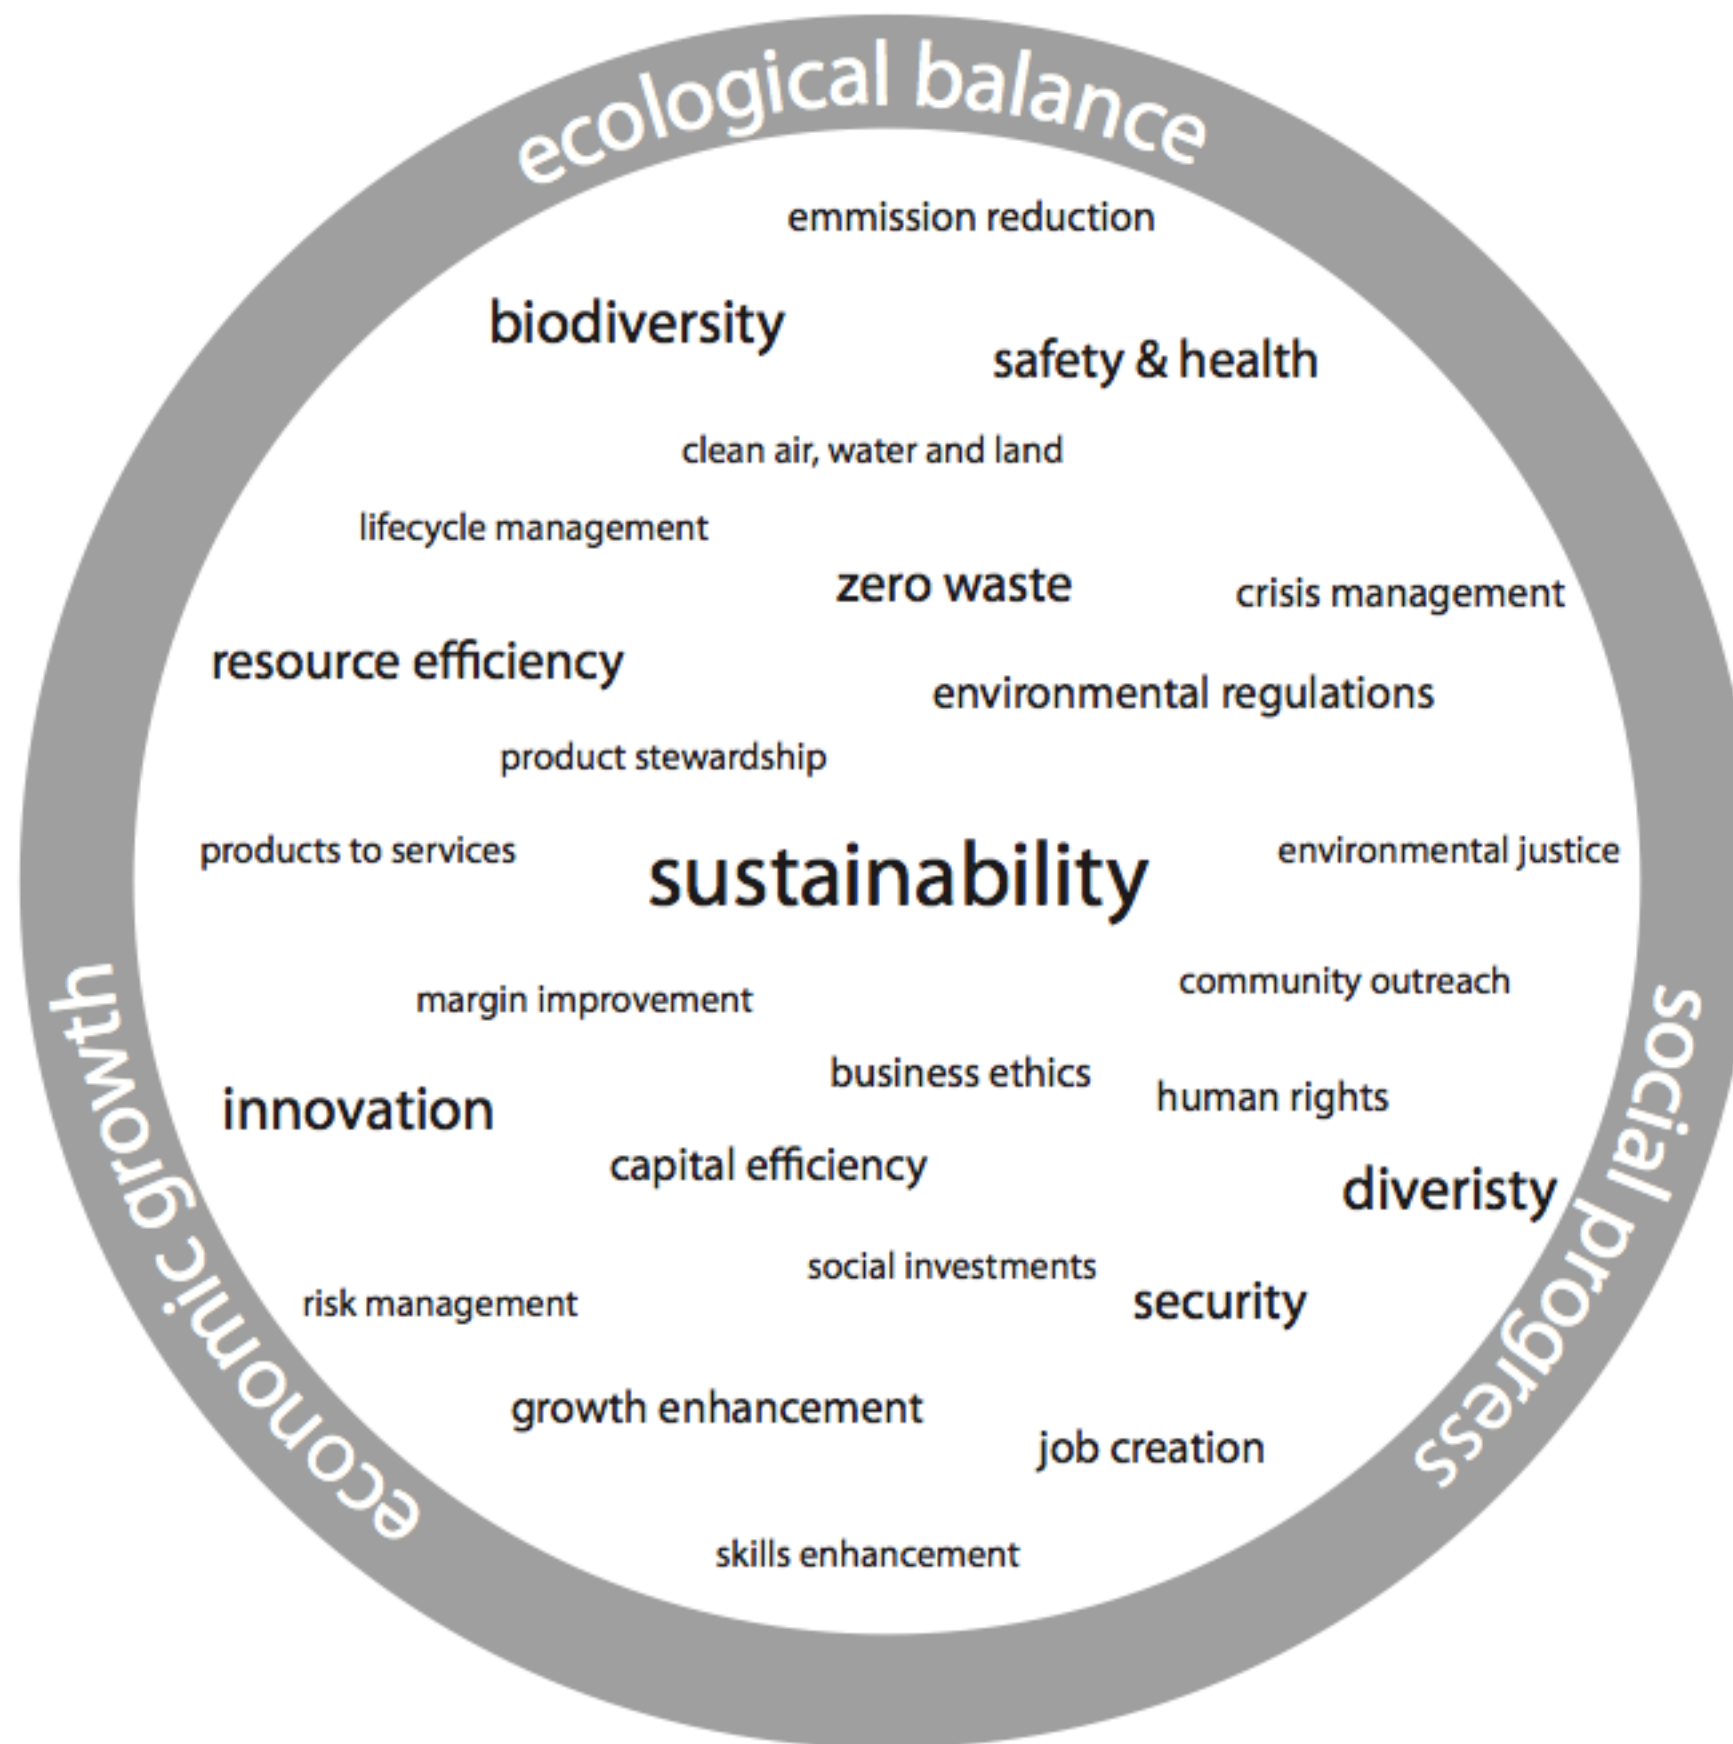 ecological balance
emmission reduction
biodiversity
safety & health
clean air, water and land
lifecycle management
zero waste
crisis management
resource efficiency
environmental regulations
product stewardship
products to services
sustainability
environmental justice
community outreach
margin improvement
business ethics
human rights
innovation
capital efficiency
diveristy
social investments
risk management
security
growth enhancement
job creation
skills enhancement
economic growth
social progress